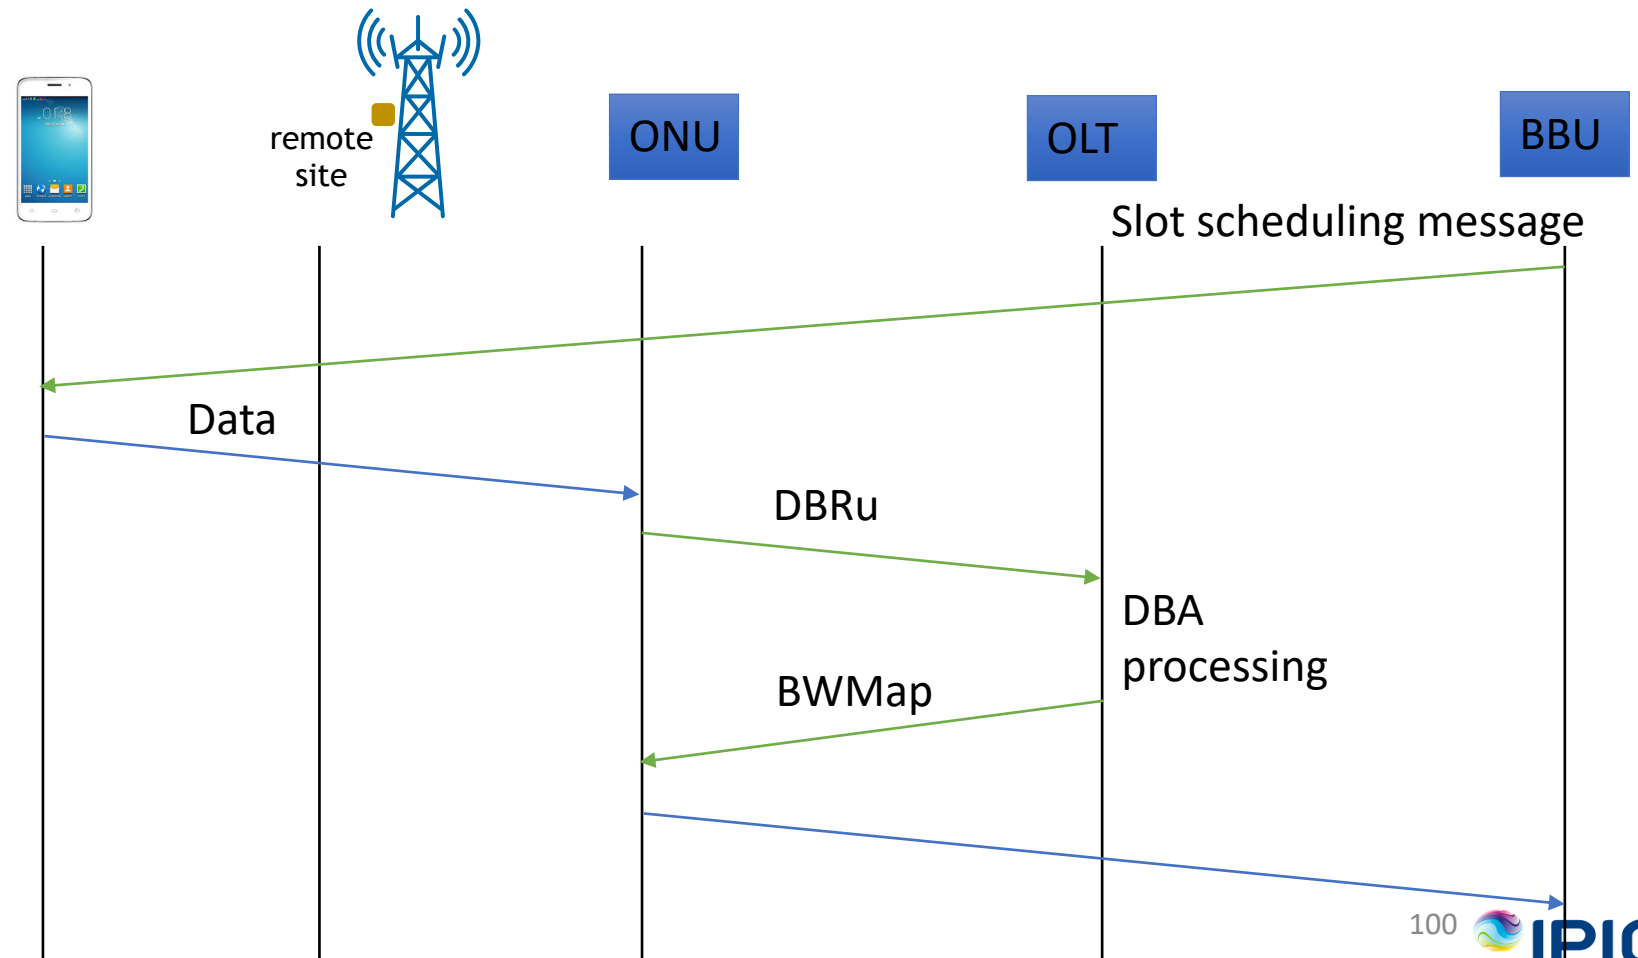 remote
site
ONU
OLT
BBU
Slot scheduling message
Data
DBRu
DBA
processing
BWMap
100